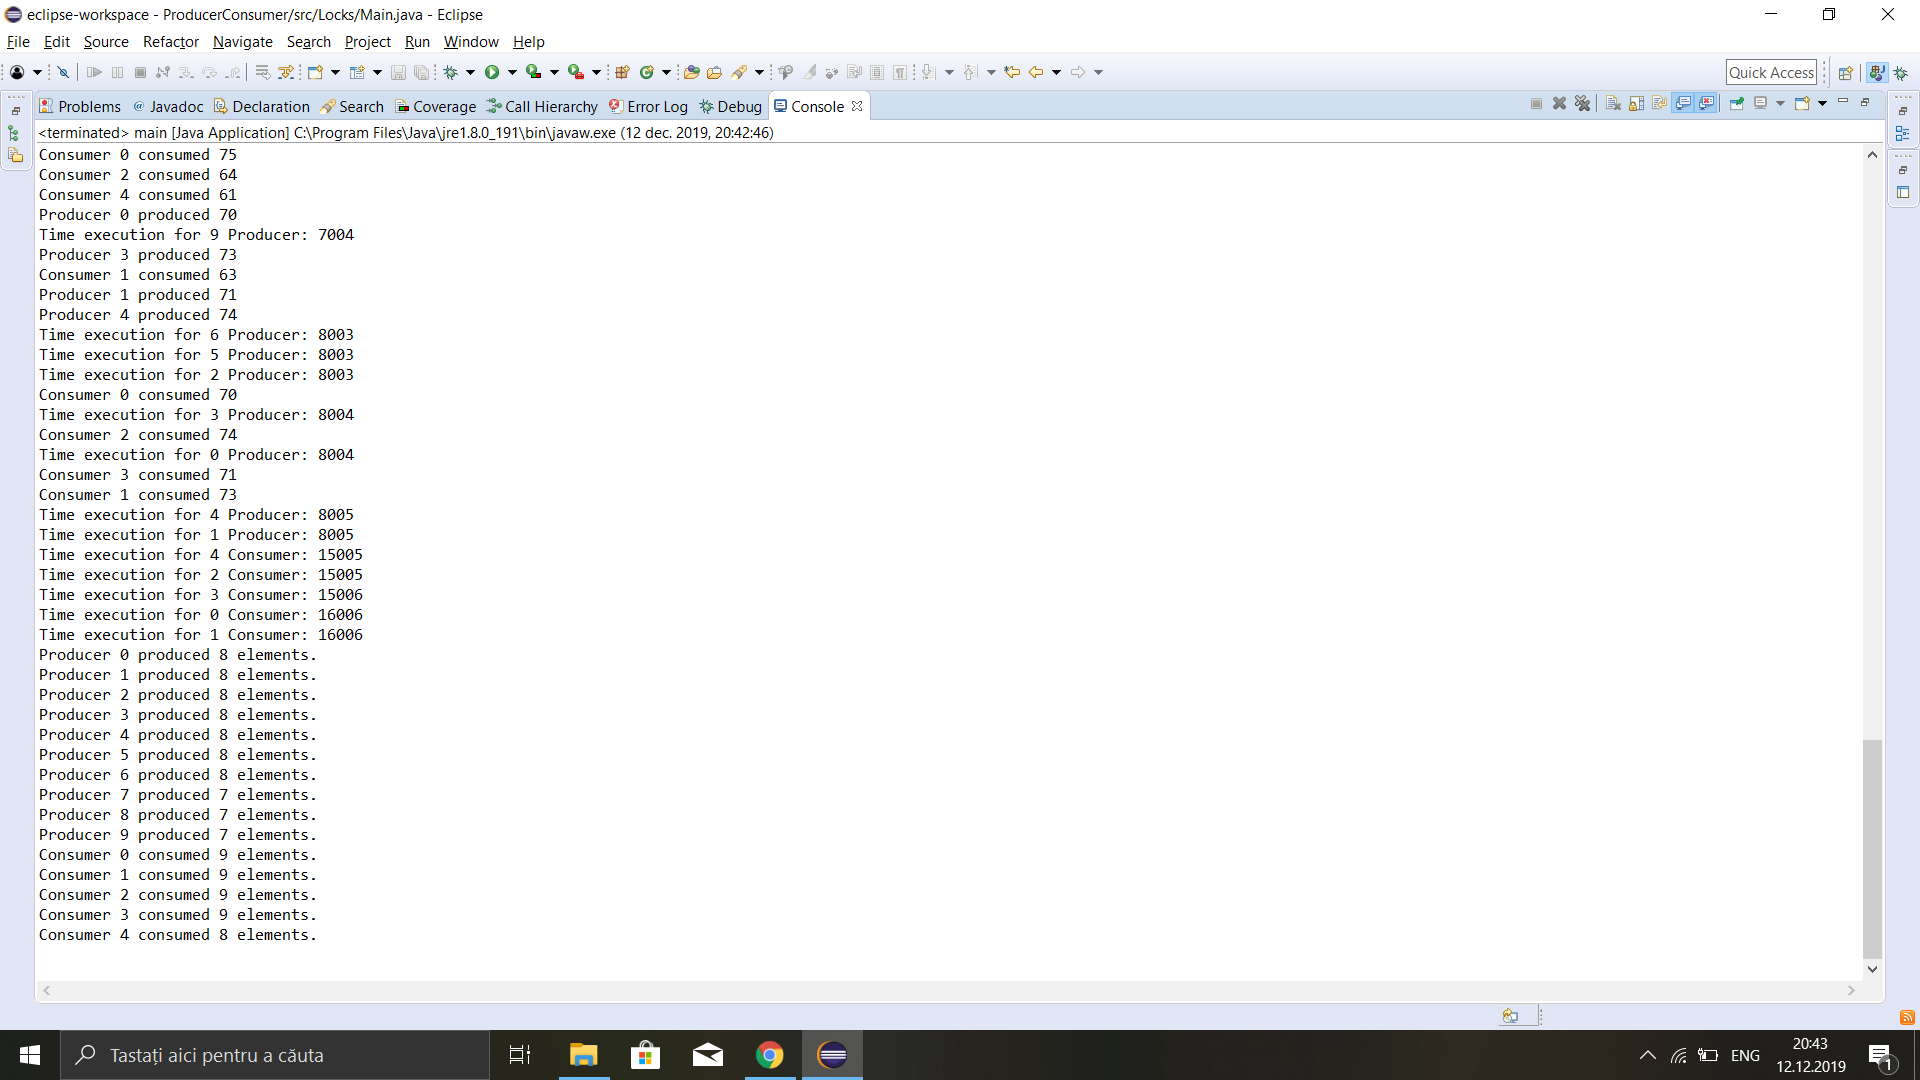 eclipse-workspace - ProducerConsumer/src/Locks/Main.java - Eclipse
File Edit Source Refactor Navigate Search Project Run Window Help
Quick Access
Problems Javadoc Declaration Search Coverage Call Hierarchy Error Log Debug Console
<terminated> main [Java Application] C:\Program Files\Java\jre1.8.0_191\bin\javaw.exe (12 dec. 2019, 20:42:46)
Consumer 0 consumed 75
Consumer 2 consumed 64
Consumer 4 consumed 61
Producer 0 produced 70
Time execution for 9 Producer: 7004
Producer 3 produced 73
Consumer 1 consumed 63
Producer 1 produced 71
Producer 4 produced 74
Time execution for 6 Producer: 8003
Time execution for 5 Producer: 8003
Time execution for 2 Producer: 8003
Consumer 0 consumed 70
Time execution for 3 Producer: 8004
Consumer 2 consumed 74
Time execution for 0 Producer: 8004
Consumer 3 consumed 71
Consumer 1 consumed 73
Time execution for 4 Producer: 8005
Time execution for 1 Producer: 8005
Time execution for 4 Consumer: 15005
Time execution for 2 Consumer: 15005
Time execution for 3 Consumer: 15006
Time execution for 0 Consumer: 16006
Time execution for 1 Consumer: 16006
Producer 0 produced 8 elements.
Producer 1 produced 8 elements.
Producer 2 produced 8 elements.
Producer 3 produced 8 elements.
Producer 4 produced 8 elements.
Producer 5 produced 8 elements.
Producer 6 produced 8 elements.
Producer 7 produced 7 elements.
Producer 8 produced 7 elements.
Producer 9 produced 7 elements.
Consumer 0 consumed 9 elements.
Consumer 1 consumed 9 elements.
Consumer 2 consumed 9 elements.
Consumer 3 consumed 9 elements.
Consumer 4 consumed 8 elements.
Tastați aici pentru a căuta
ENG
20:43
12.12.2019
1